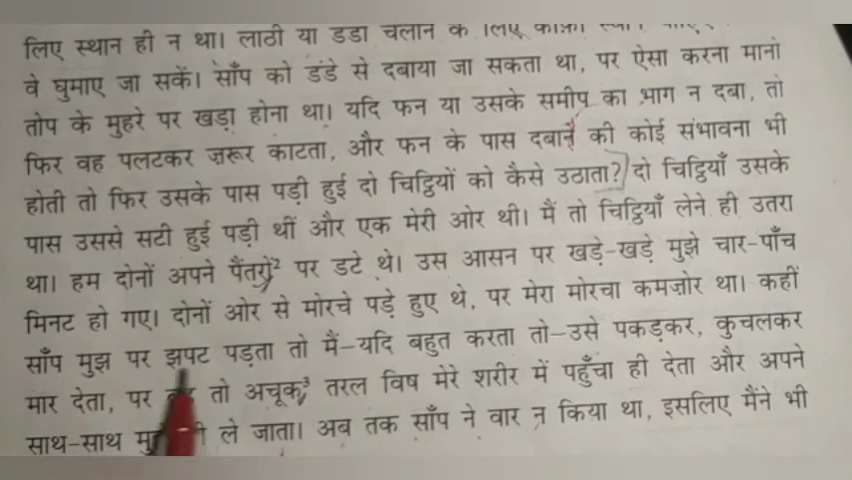 लिए स्थान ही न था। लाठी या डंडा चलाने के लिए काफ़ी
वे घुमाए जा सकें। साँप को डंडे से दबाया जा सकता था, पर ऐसा करना मानो
तोप के मुहरे पर खड़ा होना था। यदि फन या उसके समीप का भाग न दबा, तो
फिर वह पलटकर ज़रूर काटता, और फन के पास दबाने की कोई संभावना भी
होती तो फिर उसके पास पड़ी हुई दो चिट्ठियों को कैसे उठाता? दो चिट्ठियाँ उसके
पास उससे सटी हुई पड़ी थीं और एक मेरी ओर थी। मैं तो चिट्ठियाँ लेने ही उतरा
था। हम दोनों अपने पैंतरों² पर डटे थे। उस आसन पर खड़े-खड़े मुझे चार-पाँच
मिनट हो गए। दोनों ओर से मोरचे पड़े हुए थे, पर मेरा मोरचा कमज़ोर था। कहीं
साँप मुझ पर झपट पड़ता तो मैं–यदि बहुत करता तो–उसे पकड़कर, कुचलकर
मार देता, पर तो अचूक³ तरल विष मेरे शरीर में पहुँचा ही देता और अपने
साथ-साथ ले जाता। अब तक साँप ने वार न किया था, इसलिए मैंने भी